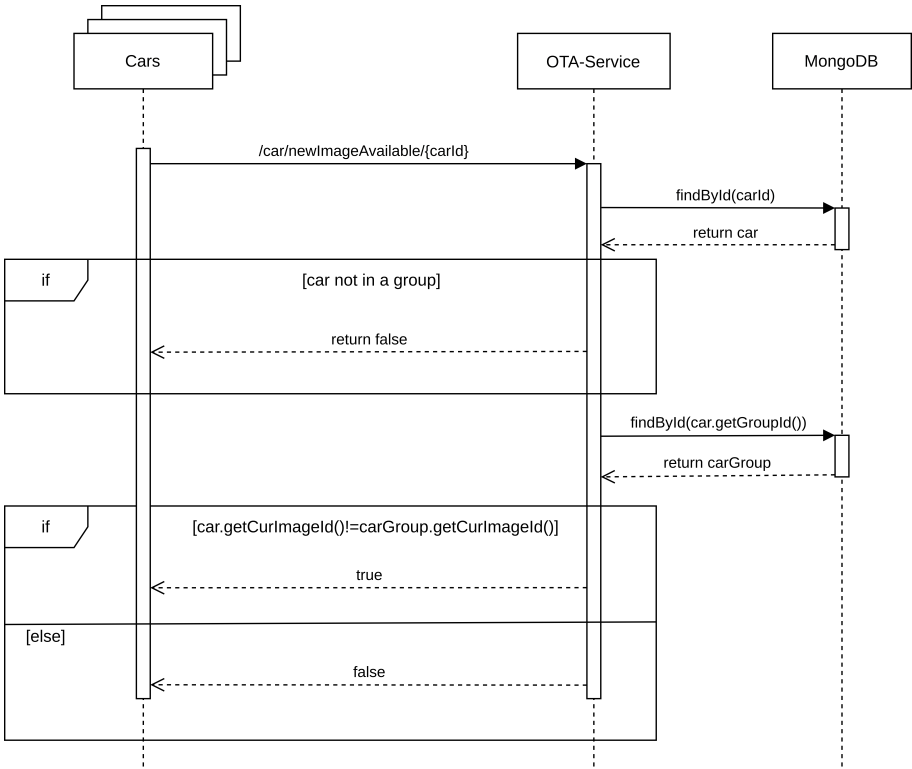 Cars
OTA-Service
MongoDB
/car/newImageAvailable/{carId}
findById(carId)
return car
if
[car not in a group]
return false
findById(car.getGroupId())
return carGroup
if
[car.getCurImageId()!=carGroup.getCurImageId()]
true
[else]
false